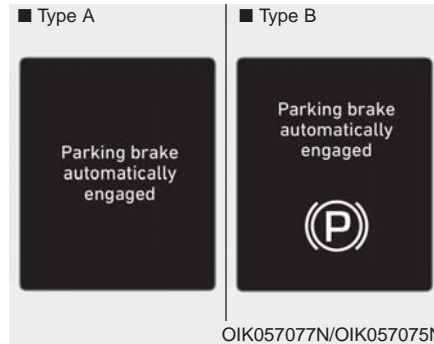 ■ Type A
Parking brake
automatically
engaged
■ Type B
Parking brake
automatically
engaged
P
OIK057077N/OIK057075N